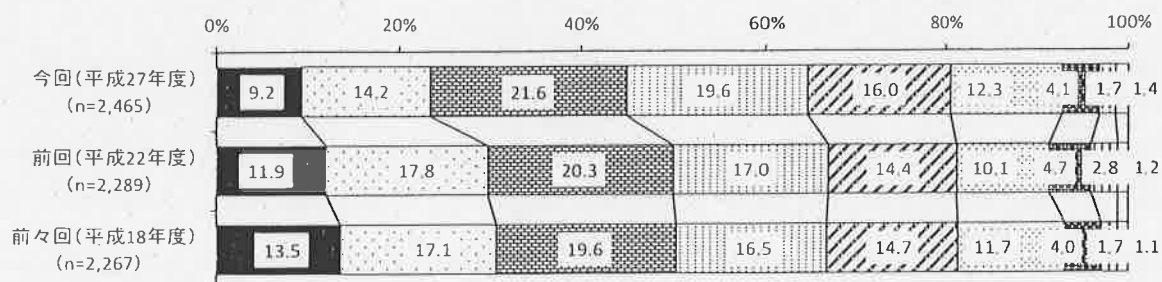 0% 20% 40% 60% 80% 100%
今回(平成27年度)
(n=2,465)
9.2 14.2 21.6 19.6 16.0 12.3 4.1 1.7 1.4
前回(平成22年度)
(n=2,289)
11.9 17.8 20.3 17.0 14.4 10.1 4.7 2.8 1.2
前々回(平成18年度)
(n=2,267)
13.5 17.1 19.6 16.5 14.7 11.7 4.0 1.7 1.1